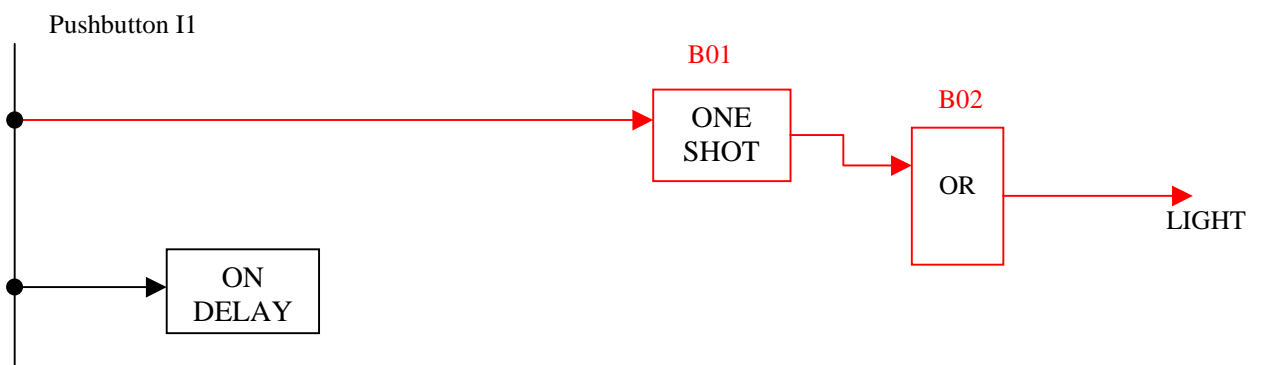 Pushbutton I1
B01
ONE
SHOT
B02
OR
LIGHT
ON
DELAY